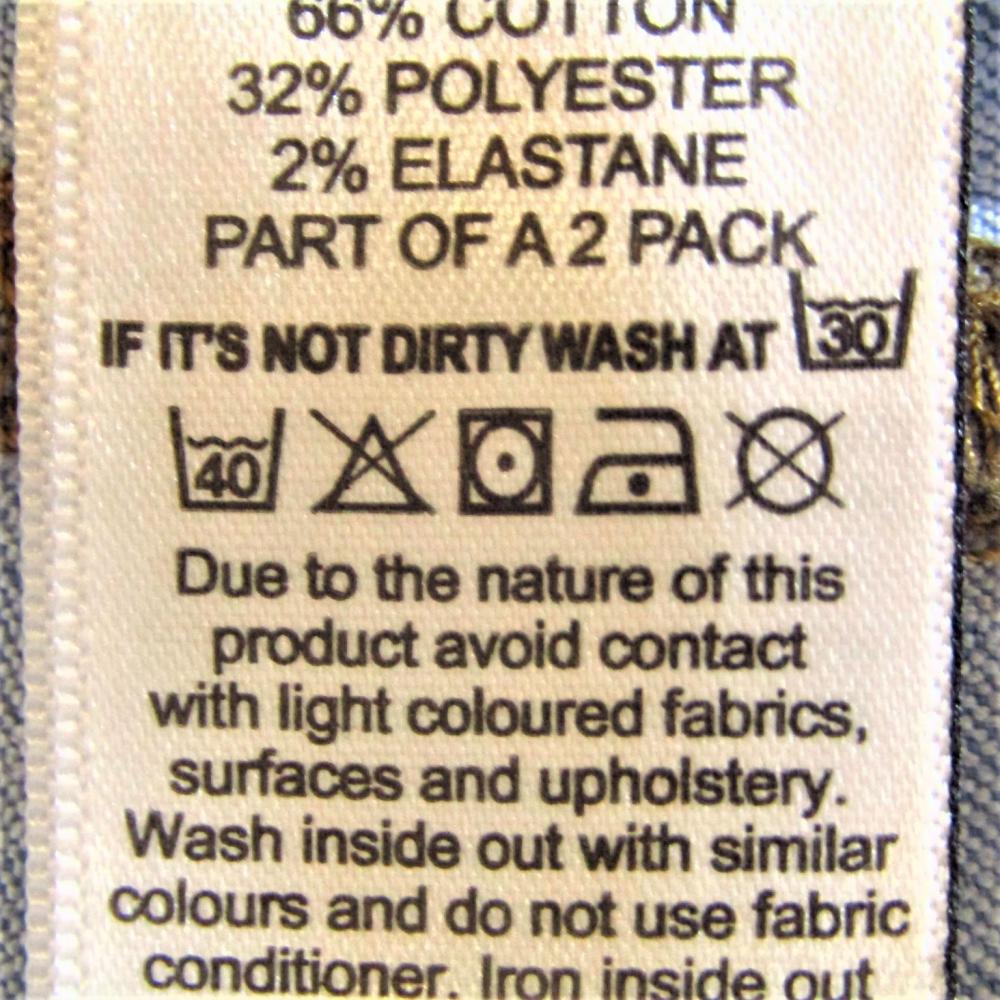 66% COTTON
32% POLYESTER
2% ELASTANE
PART OF A 2 PACK
IF IT'S NOT DIRTY WASH AT 30
40
Due to the nature of this
product avoid contact
with light coloured fabrics,
surfaces and upholstery.
Wash inside out with similar
colours and do not use fabric
conditioner. Iron inside out